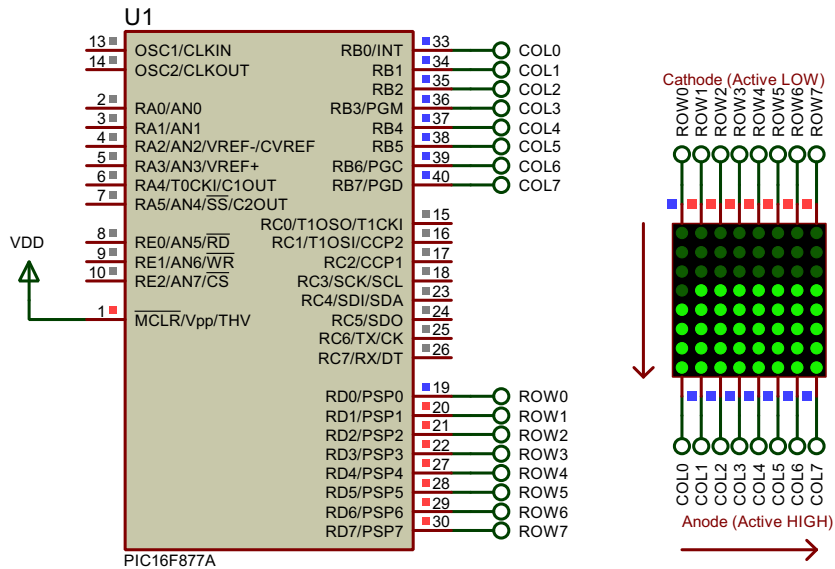 U1
13 OSC1/CLKIN
14 OSC2/CLKOUT
2 RA0/AN0
3 RA1/AN1
4 RA2/AN2/VREF-/CVREF
5 RA3/AN3/VREF+
6 RA4/T0CKI/C1OUT
7 RA5/AN4/SS/C2OUT
8 RE0/AN5/RD
9 RE1/AN6/WR
10 RE2/AN7/CS
1 MCLR/Vpp/THV
VDD
RB0/INT 33 COL0
RB1 34 COL1
RB2 35 COL2
RB3/PGM 36 COL3
RB4 37 COL4
RB5 38 COL5
RB6/PGC 39 COL6
RB7/PGD 40 COL7
RC0/T1OSO/T1CKI 15
RC1/T1OSI/CCP2 16
RC2/CCP1 17
RC3/SCK/SCL 18
RC4/SDI/SDA 23
RC5/SDO 24
RC6/TX/CK 25
RC7/RX/DT 26
RD0/PSP0 19 ROW0
RD1/PSP1 20 ROW1
RD2/PSP2 21 ROW2
RD3/PSP3 22 ROW3
RD4/PSP4 27 ROW4
RD5/PSP5 28 ROW5
RD6/PSP6 29 ROW6
RD7/PSP7 30 ROW7
PIC16F877A
Cathode (Active LOW)
ROW0
ROW1
ROW2
ROW3
ROW4
ROW5
ROW6
ROW7
COL0
COL1
COL2
COL3
COL4
COL5
COL6
COL7
Anode (Active HIGH)